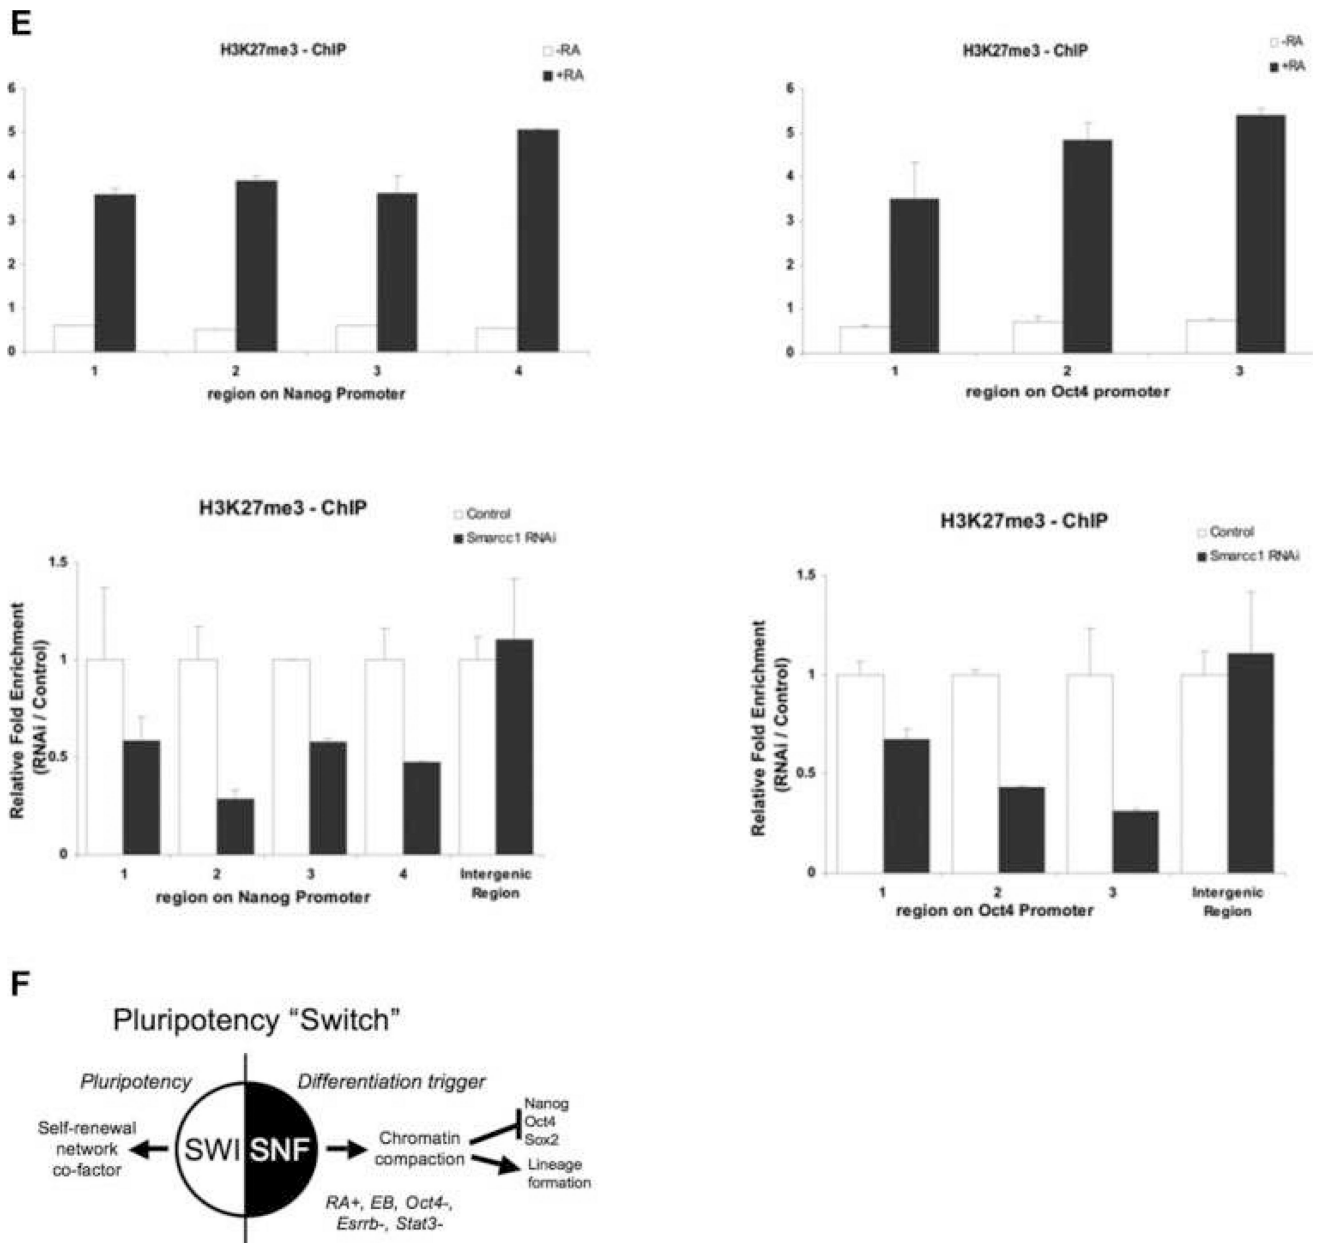 E
H3K27me3 - ChIP
-RA
+RA
6
5
4
3
2
1
0
1 2 3 4
region on Nanog Promoter
H3K27me3 - ChIP
-RA
+RA
6
5
4
3
2
1
0
1 2 3
region on Oct4 promoter
H3K27me3 - ChIP
Control
Smarcc1 RNAi
Relative Fold Enrichment
(RNAi / Control)
1.5
1
0.5
0
1 2 3 4 Intergenic
Region
region on Nanog Promoter
H3K27me3 - ChIP
Control
Smarcc1 RNAi
Relative Fold Enrichment
(RNAi / Control)
1.5
1
0.5
0
1 2 3 Intergenic
Region
region on Oct4 Promoter
F
Pluripotency “Switch”
Pluripotency
Differentiation trigger
Self-renewal
network
co-factor
SWI SNF
Chromatin
compaction
Nanog
Oct4
Sox2
Lineage
formation
RA+, EB, Oct4-,
Esrrb-, Stat3-